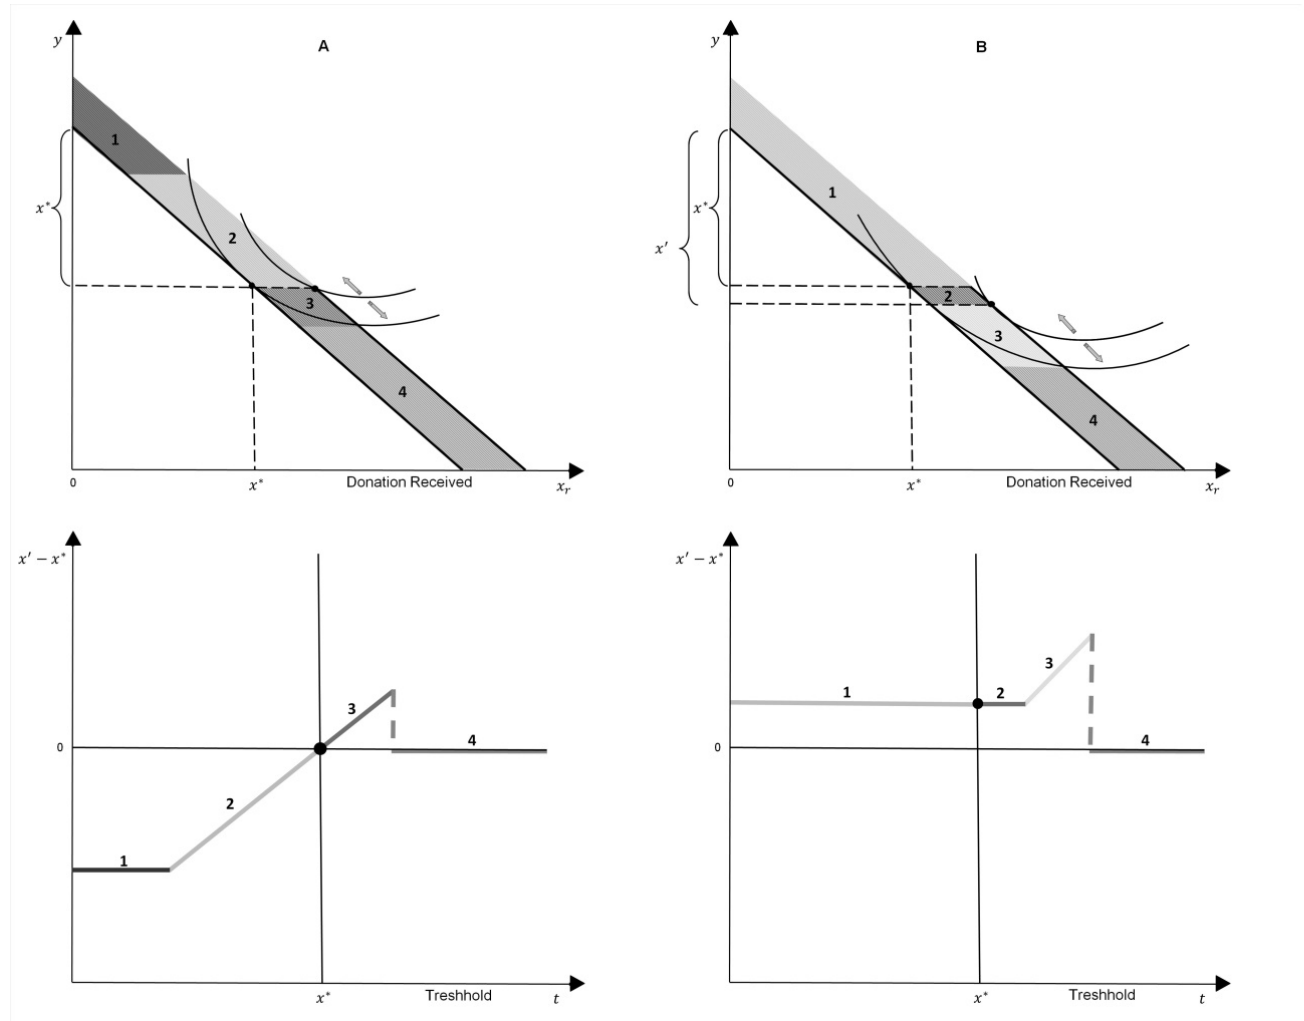 A
y
1
x*
2
3
4
0
x*
Donation Received
x_r
B
y
1
x*
x′
2
3
4
0
x*
Donation Received
x_r
x′ − x*
3
4
0
2
1
x*
Treshhold
t
x′ − x*
3
1
2
4
0
x*
Treshhold
t